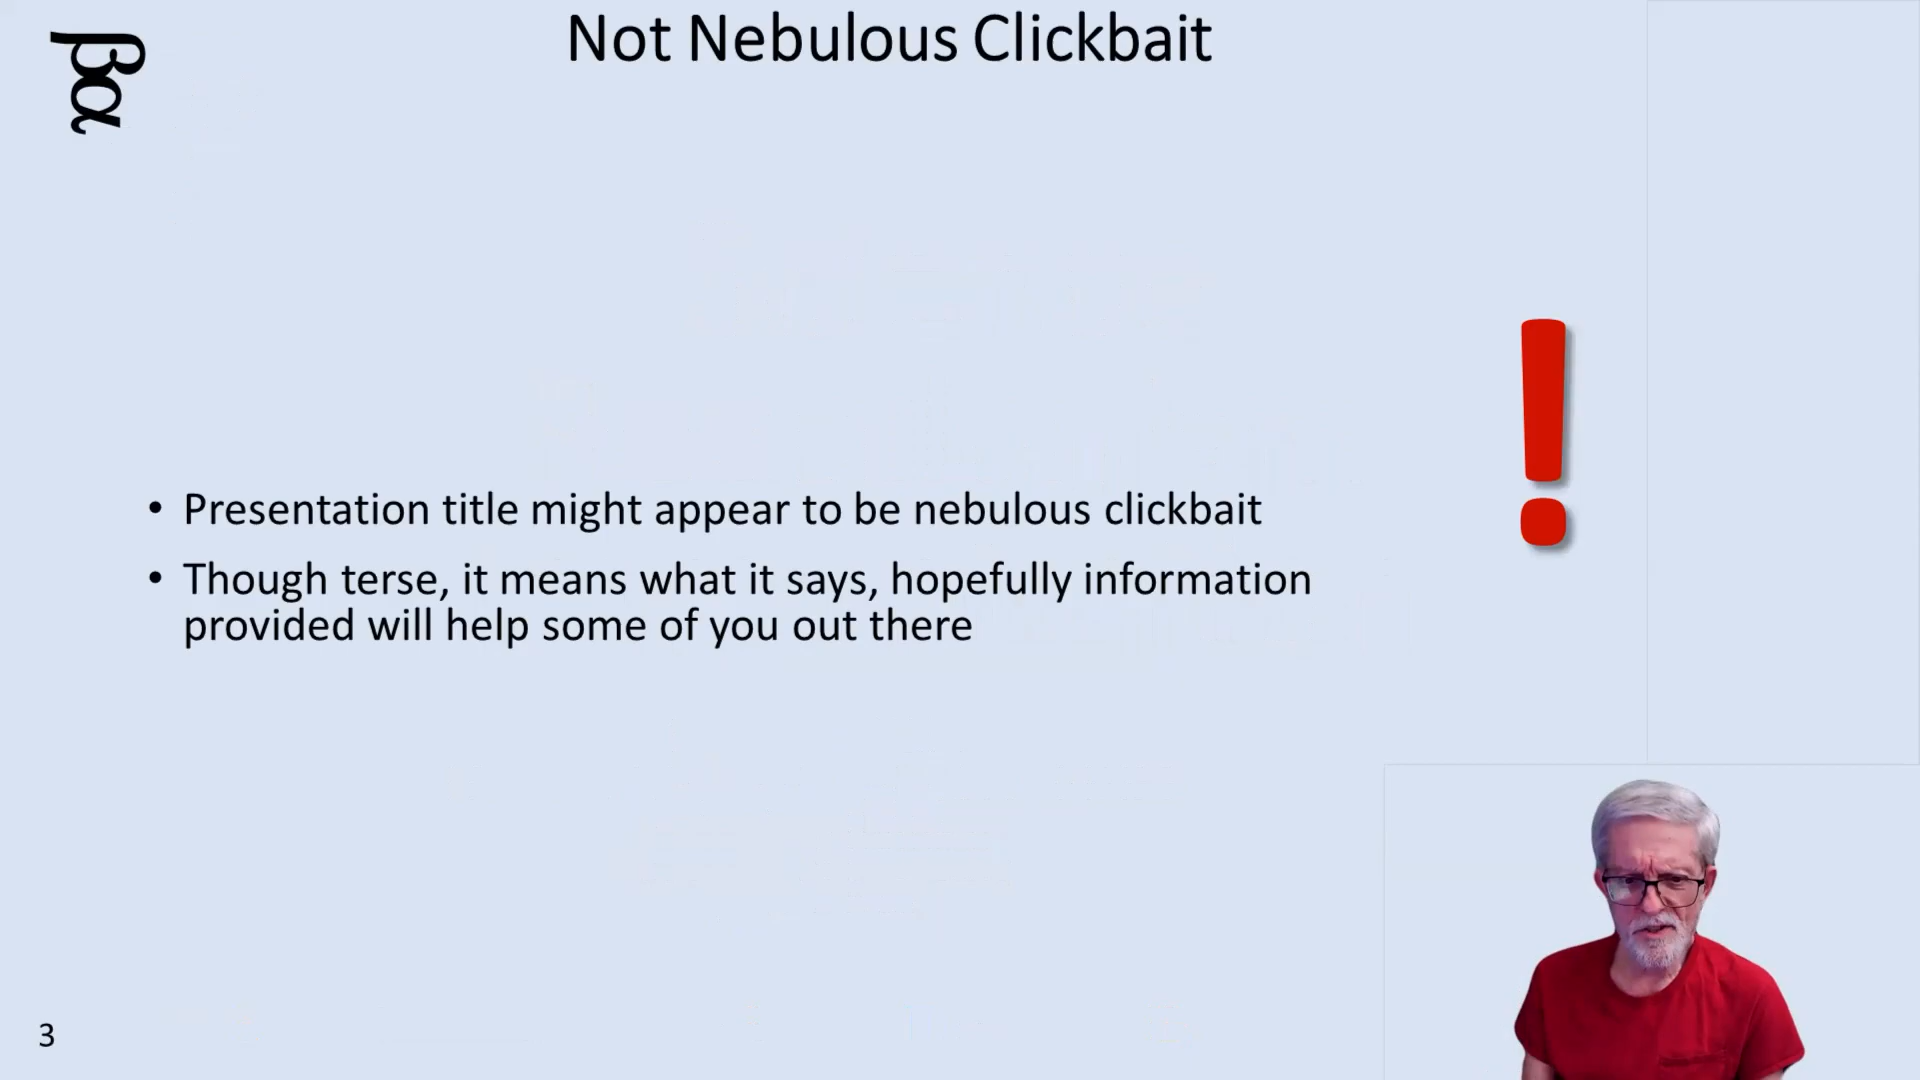 βα
Not Nebulous Clickbait
!
• Presentation title might appear to be nebulous clickbait
• Though terse, it means what it says, hopefully information
provided will help some of you out there
3